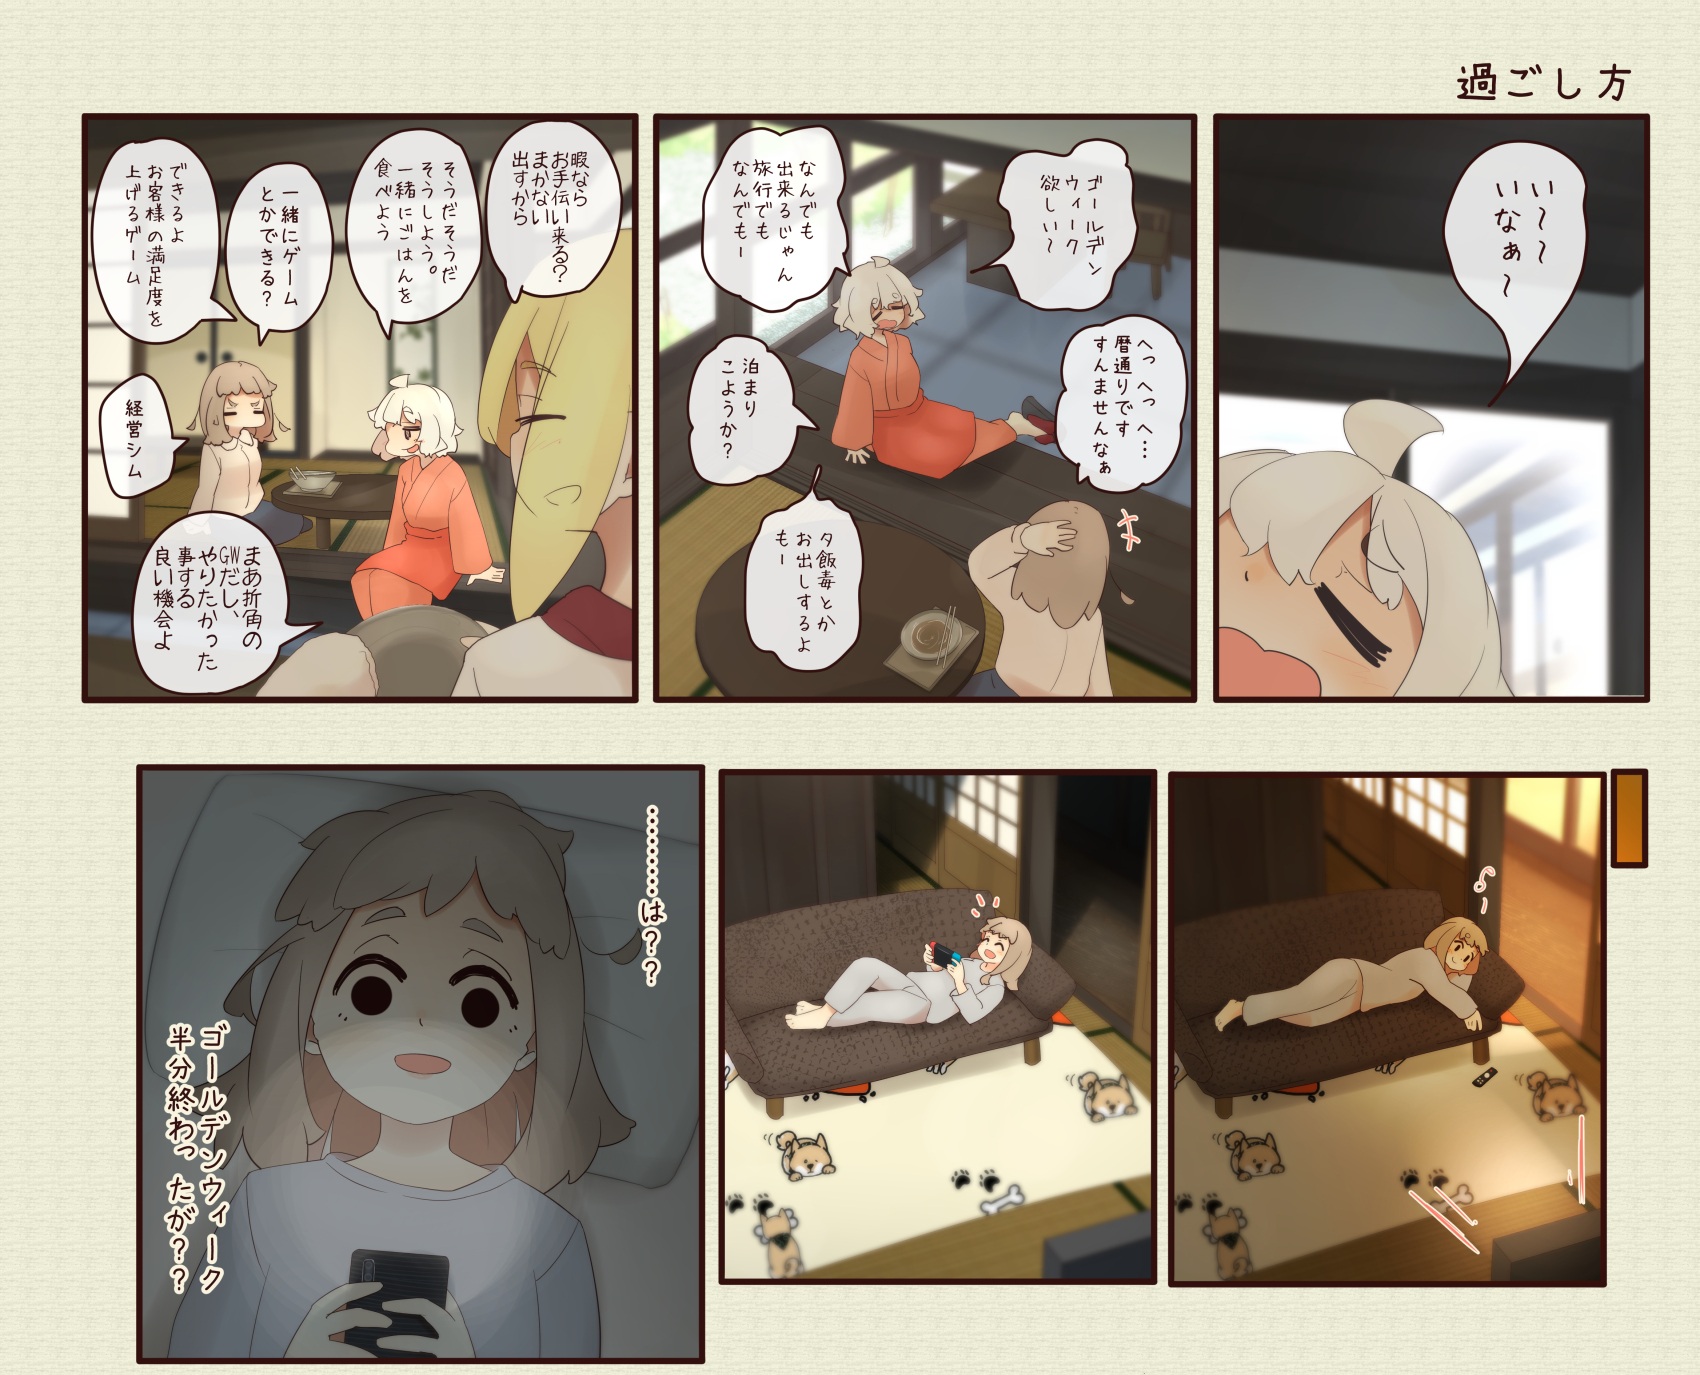 過ごし方
い～～～
いなぁ～
ゴールデン
ウィーク
欲しい～
へっへっへ…
暦通りです
すんませんなぁ
なんでも
出来るじゃん
旅行でも
なんでもー
泊まり
こようか？
夕飯毒とか
お出しするよ
もー
暇なら
お手伝い来る？
まかない
出すから
そうだそうだ
そうしよう。
一緒にごはんを
食べよう
一緒にゲーム
とかできる？
できるよ
お客様の満足度を
上げるゲーム
経営シム
まあ折角の
GWだし、
やりたかった
事する
良い機会よ
………は？？
ゴールデンウィーク
半分終わったが？？